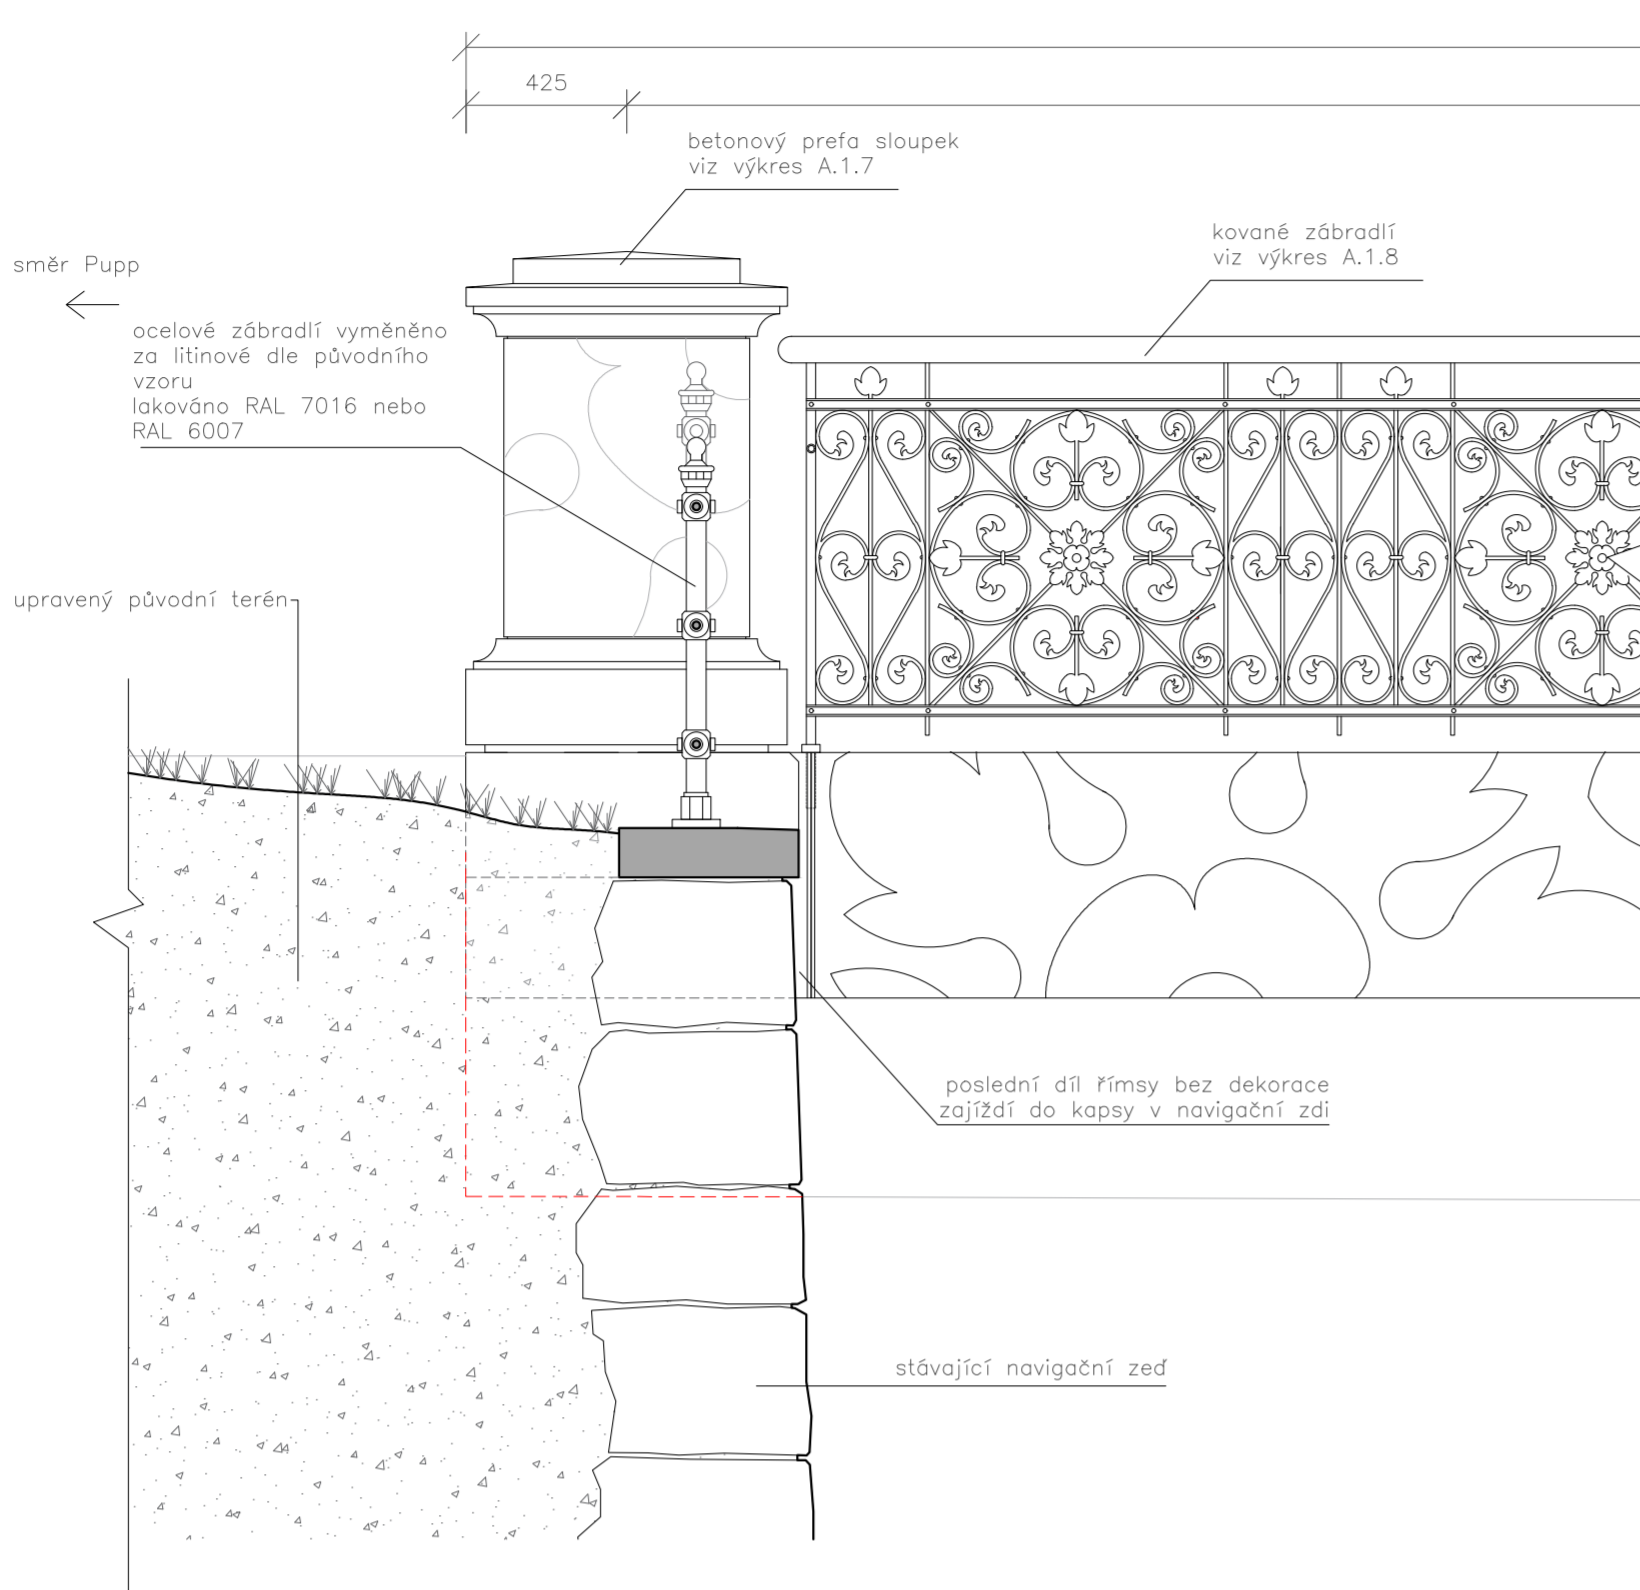 425
betonový prefa sloupek
viz výkres A.1.7
kované zábradlí
viz výkres A.1.8
směr Pupp
ocelové zábradlí vyměněno
za litinové dle původního
vzoru
lakováno RAL 7016 nebo
RAL 6007
upravený původní terén
poslední díl římsy bez dekorace
zajíždí do kapsy v navigační zdi
stávající navigační zeď